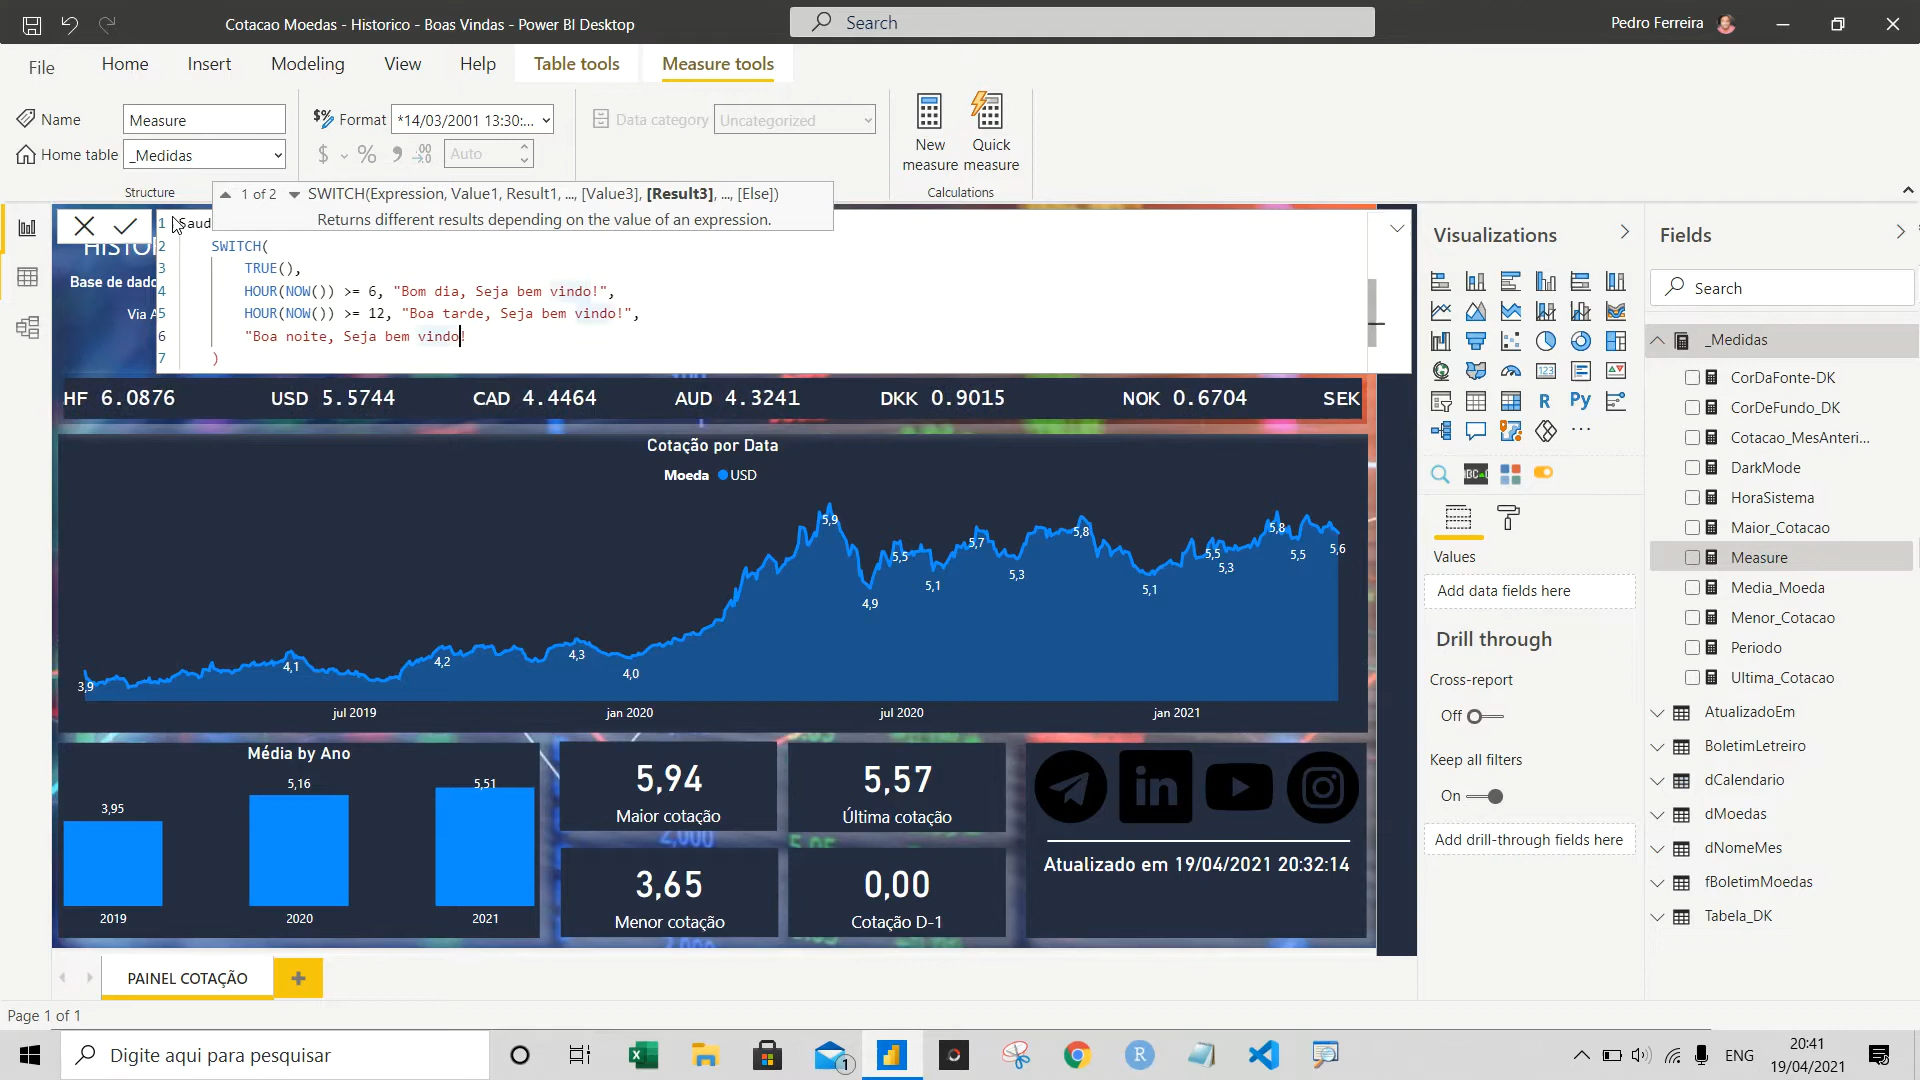 Cotacao Moedas - Historico - Boas Vindas - Power BI Desktop
Search
Pedro Ferreira
File
Home
Insert
Modeling
View
Help
Table tools
Measure tools
Name
Measure
Format
*14/03/2001 13:30:...
Data category
Uncategorized
New measure
Quick measure
Home table
_Medidas
$
%
Auto
Structure
Calculations
1 of 2
SWITCH(Expression, Value1, Result1, ..., [Value3], [Result3], ..., [Else])
Returns different results depending on the value of an expression.
1 Saud
2 SWITCH(
3 TRUE(),
4 HOUR(NOW()) >= 6, "Bom dia, Seja bem vindo!",
5 HOUR(NOW()) >= 12, "Boa tarde, Seja bem vindo!",
6 "Boa noite, Seja bem vindo!
7 )
HISTO
Base de dado
Via A
HF 6.0876
USD 5.5744
CAD 4.4464
AUD 4.3241
DKK 0.9015
NOK 0.6704
SEK
Cotação por Data
Moeda USD
3,9
4,1
4,2
4,3
4,0
5,9
4,9
5,5
5,1
5,7
5,3
5,8
5,1
5,5
5,3
5,8
5,5
5,6
jul 2019
jan 2020
jul 2020
jan 2021
Média by Ano
3,95
5,16
5,51
2019
2020
2021
5,94
Maior cotação
5,57
Última cotação
3,65
Menor cotação
0,00
Cotação D-1
Atualizado em 19/04/2021 20:32:14
Visualizations
Values
Add data fields here
Drill through
Cross-report
Off
Keep all filters
On
Add drill-through fields here
Fields
Search
_Medidas
CorDaFonte-DK
CorDeFundo_DK
Cotacao_MesAnteri...
DarkMode
HoraSistema
Maior_Cotacao
Measure
Media_Moeda
Menor_Cotacao
Periodo
Ultima_Cotacao
AtualizadoEm
BoletimLetreiro
dCalendario
dMoedas
dNomeMes
fBoletimMoedas
Tabela_DK
PAINEL COTAÇÃO
Page 1 of 1
Digite aqui para pesquisar
1
ENG
20:41
19/04/2021